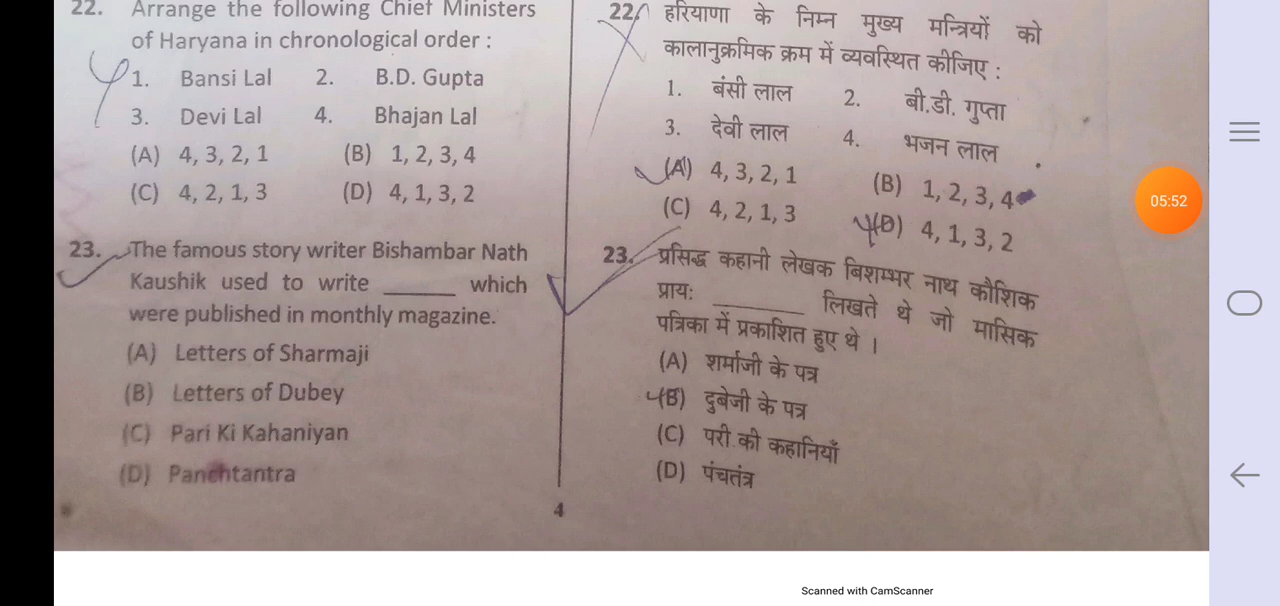 22. Arrange the following Chief Ministers
of Haryana in chronological order :
1. Bansi Lal 2. B.D. Gupta
3. Devi Lal 4. Bhajan Lal
(A) 4, 3, 2, 1 (B) 1, 2, 3, 4
(C) 4, 2, 1, 3 (D) 4, 1, 3, 2
23. The famous story writer Bishambar Nath
Kaushik used to write ______ which
were published in monthly magazine.
(A) Letters of Sharmaji
(B) Letters of Dubey
(C) Pari Ki Kahaniyan
(D) Panchtantra
22. हरियाणा के निम्न मुख्य मन्त्रियों को
कालानुक्रमिक क्रम में व्यवस्थित कीजिए :
1. बंसी लाल 2. बी.डी. गुप्ता
3. देवी लाल 4. भजन लाल
(A) 4, 3, 2, 1 (B) 1, 2, 3, 4
(C) 4, 2, 1, 3 (D) 4, 1, 3, 2
23. प्रसिद्ध कहानी लेखक बिशम्भर नाथ कौशिक
प्रायः ______ लिखते थे जो मासिक
पत्रिका में प्रकाशित हुए थे ।
(A) शर्माजी के पत्र
(B) दुबेजी के पत्र
(C) परी की कहानियाँ
(D) पंचतंत्र
4
05:52
Scanned with CamScanner